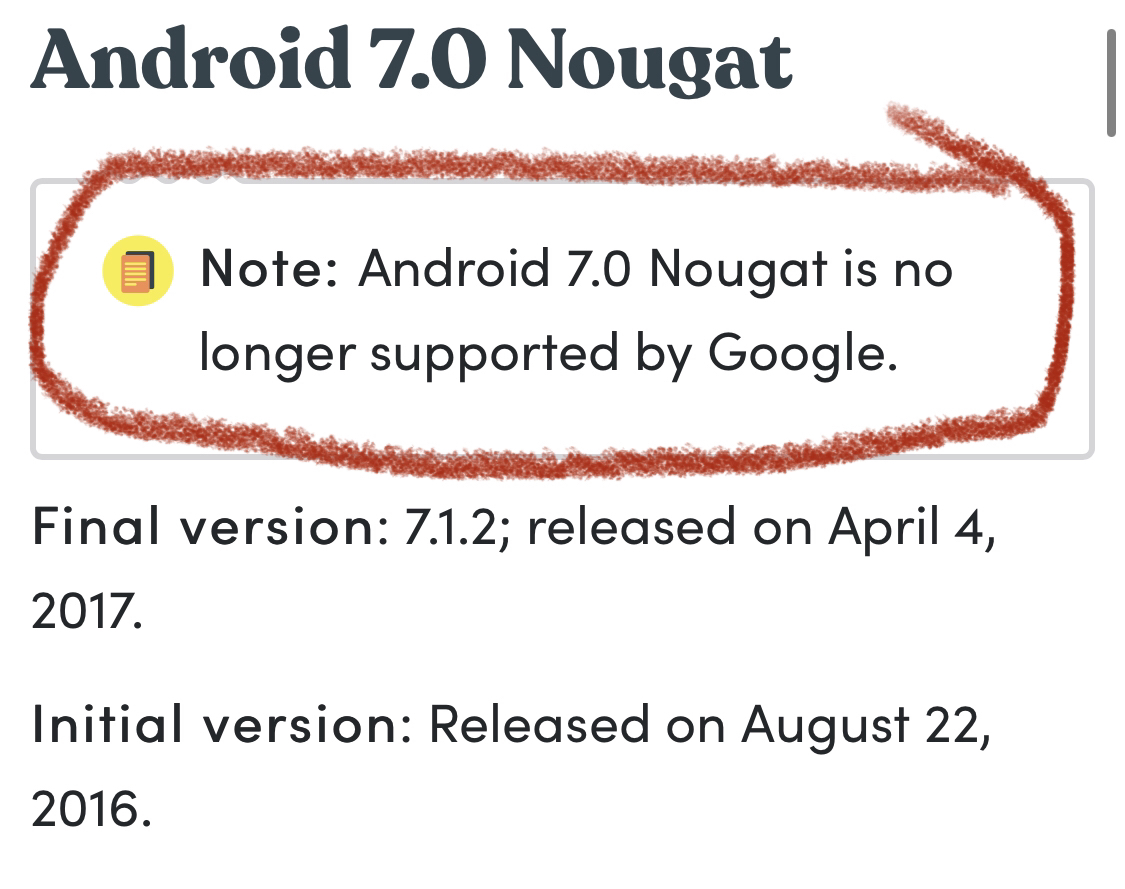 Android 7.0 Nougat
Note: Android 7.0 Nougat is no
longer supported by Google.
Final version: 7.1.2; released on April 4,
2017.
Initial version: Released on August 22,
2016.